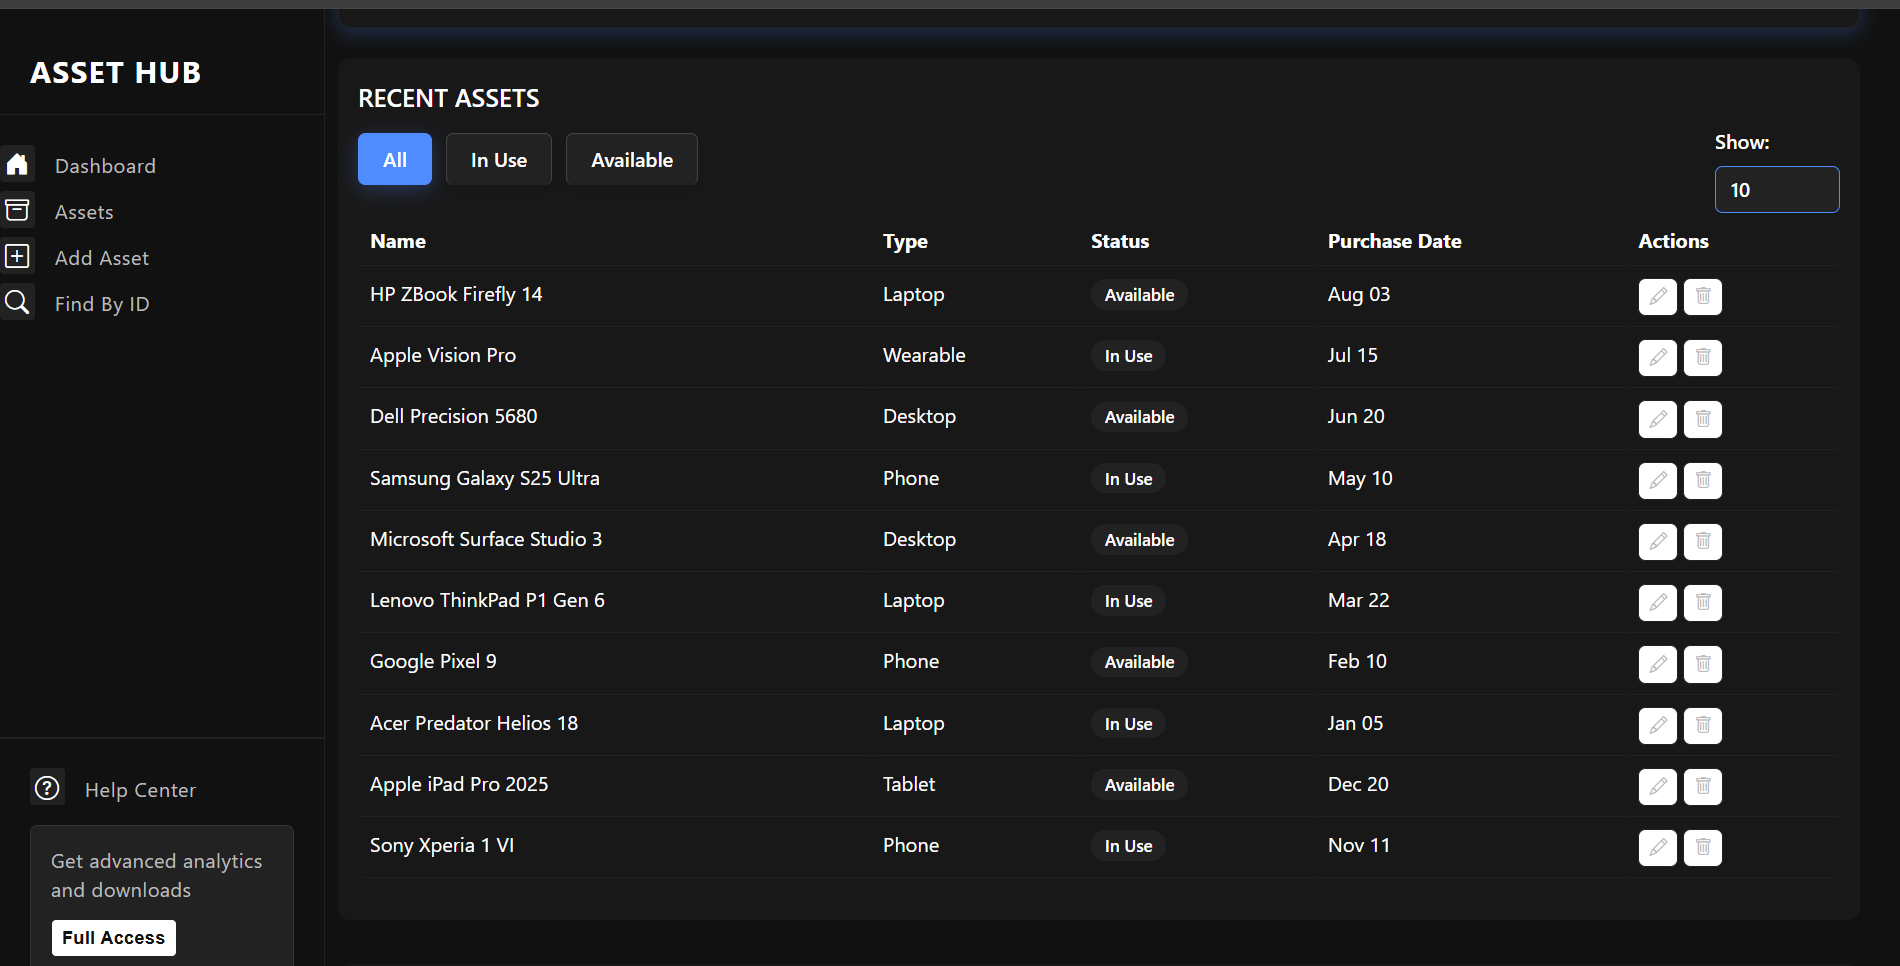 ASSET HUB
Dashboard
Assets
Add Asset
Find By ID
Help Center
Get advanced analytics
and downloads
Full Access
RECENT ASSETS
All In Use Available
Show:
10
Name Type Status Purchase Date Actions
HP ZBook Firefly 14 Laptop Available Aug 03
Apple Vision Pro Wearable In Use Jul 15
Dell Precision 5680 Desktop Available Jun 20
Samsung Galaxy S25 Ultra Phone In Use May 10
Microsoft Surface Studio 3 Desktop Available Apr 18
Lenovo ThinkPad P1 Gen 6 Laptop In Use Mar 22
Google Pixel 9 Phone Available Feb 10
Acer Predator Helios 18 Laptop In Use Jan 05
Apple iPad Pro 2025 Tablet Available Dec 20
Sony Xperia 1 VI Phone In Use Nov 11